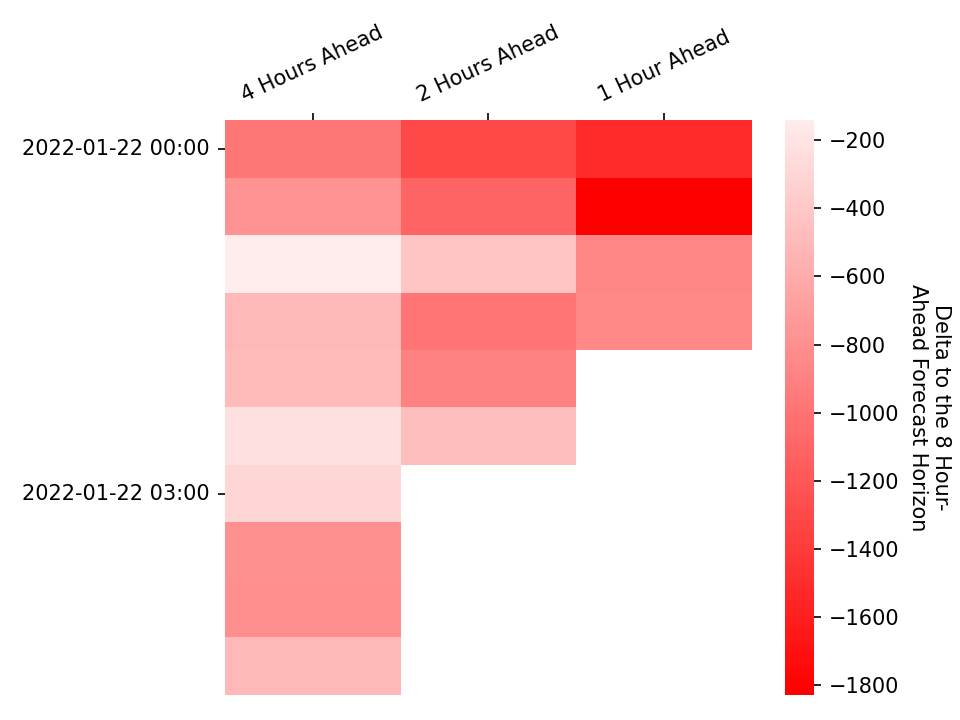 4 Hours Ahead
2 Hours Ahead
1 Hour Ahead
2022-01-22 00:00
2022-01-22 03:00
−200
−400
−600
−800
−1000
−1200
−1400
−1600
−1800
Delta to the 8 Hour-
Ahead Forecast Horizon